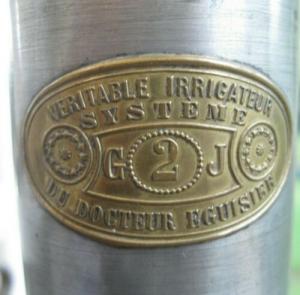 VERITABLE IRRIGATEUR
SYSTEME
G 2 J
DU DOCTEUR EGUISIER